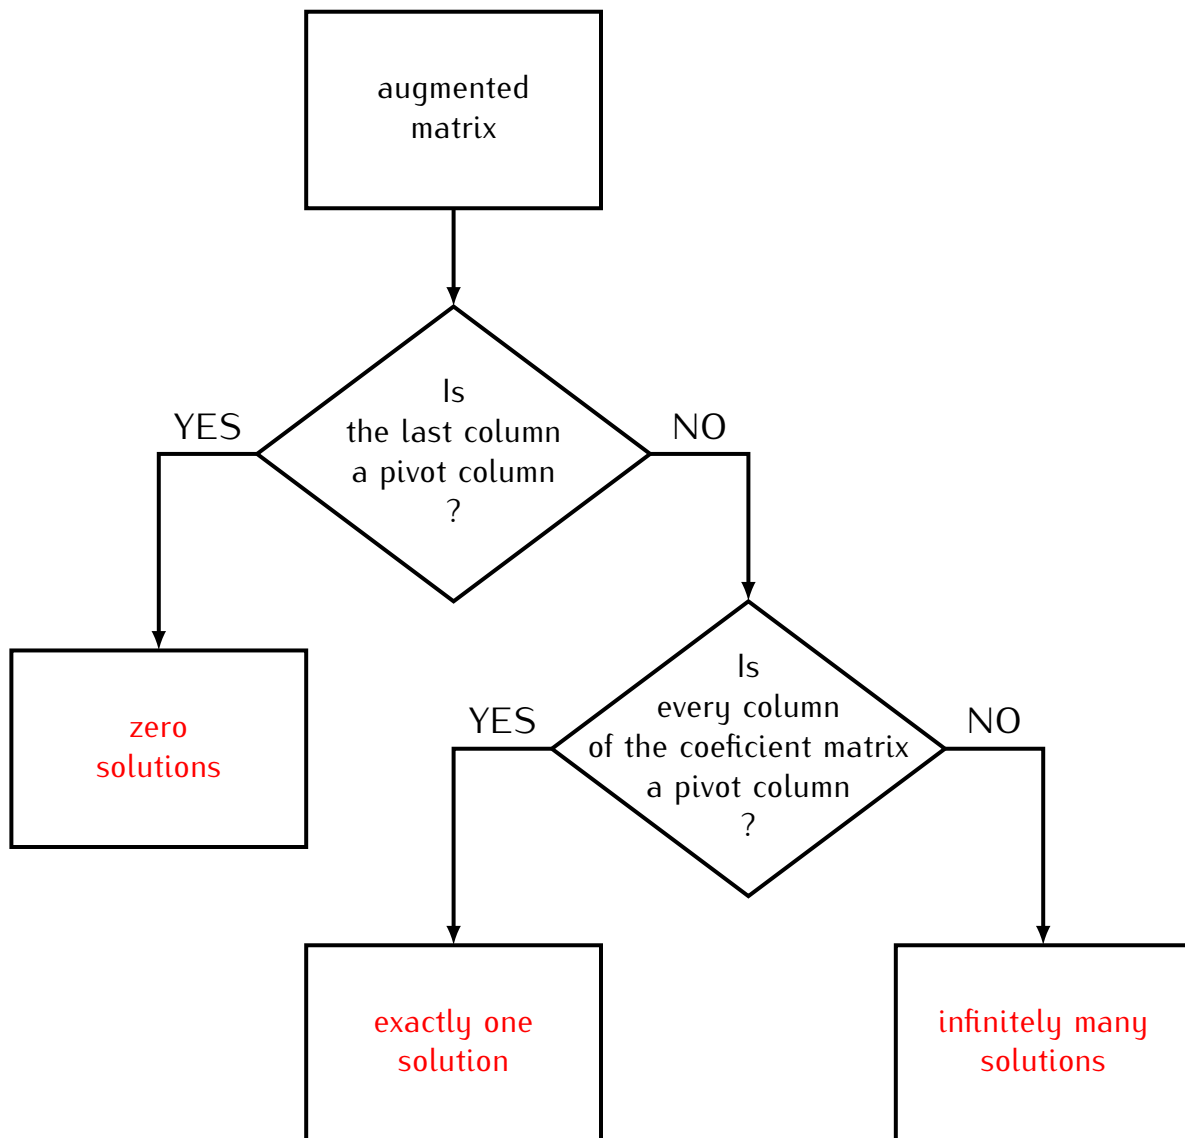 augmented
matrix
Is
the last column
a pivot column
?
YES
NO
zero
solutions
Is
every column
of the coeficient matrix
a pivot column
?
YES
NO
exactly one
solution
infinitely many
solutions